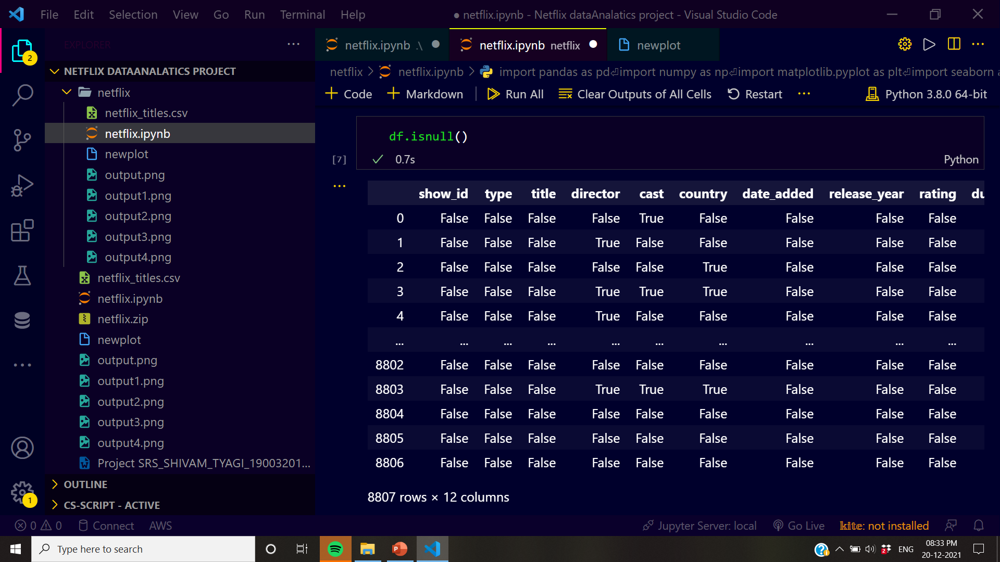 File Edit Selection View Go Run Terminal Help ● netflix.ipynb - Netflix dataAnalatics project - Visual Studio Code
EXPLORER ...
netflix.ipynb .\ netflix.ipynb netflix newplot
netflix > netflix.ipynb > import pandas as pd⏎import numpy as np⏎import matplotlib.pyplot as plt⏎import seaborn a
+ Code + Markdown Run All Clear Outputs of All Cells Restart ... Python 3.8.0 64-bit
2
NETFLIX DATAANALATICS PROJECT
netflix
netflix_titles.csv
netflix.ipynb
newplot
output.png
output1.png
output2.png
output3.png
output4.png
netflix_titles.csv
netflix.ipynb
netflix.zip
newplot
output.png
output1.png
output2.png
output3.png
output4.png
Project SRS_SHIVAM_TYAGI_19003201...
OUTLINE
CS-SCRIPT - ACTIVE
1
df.isnull()
[7] ✓ 0.7s Python
...
show_id type title director cast country date_added release_year rating du
0 False False False False True False False False False
1 False False False True False False False False False
2 False False False False False True False False False
3 False False False True True True False False False
4 False False False True False False False False False
... ... ... ... ... ... ... ... ... ...
8802 False False False False False False False False False
8803 False False False True True True False False False
8804 False False False False False False False False False
8805 False False False False False False False False False
8806 False False False False False False False False False
8807 rows × 12 columns
0 0 Connect AWS Jupyter Server: local Go Live kite: not installed
Type here to search
2 ENG 08:33 PM
20-12-2021